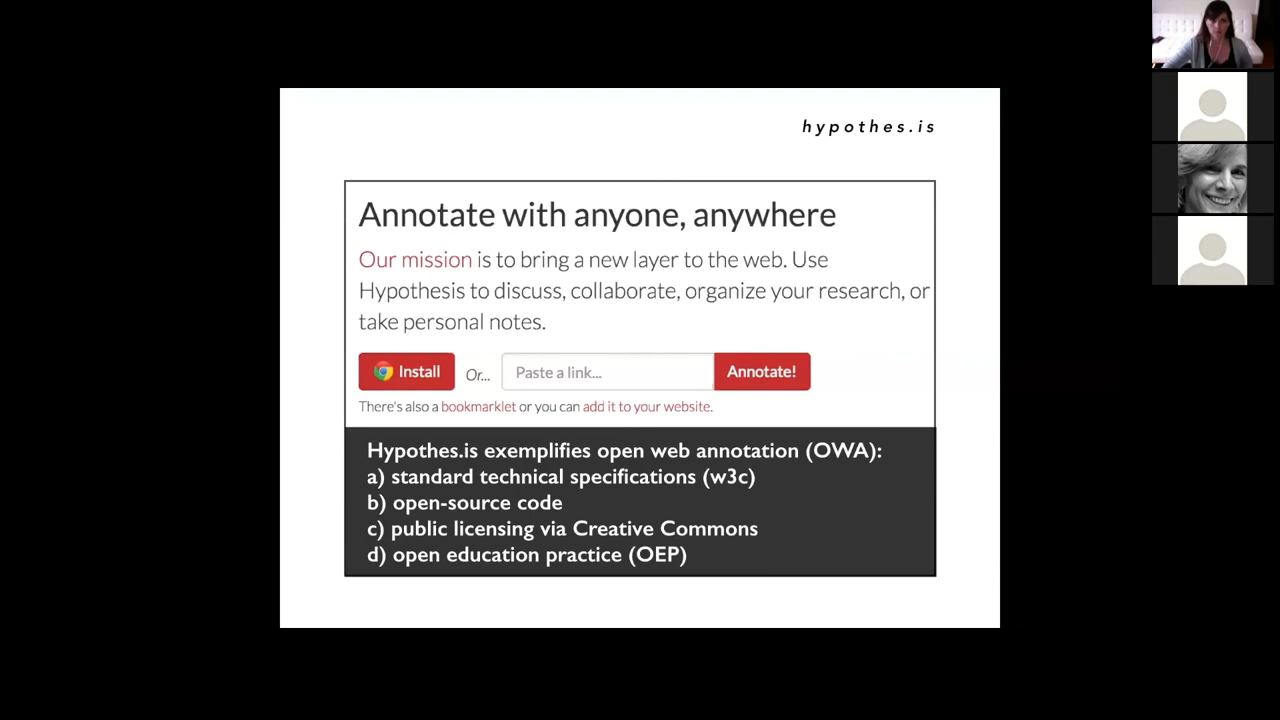 hypothes.is
Annotate with anyone, anywhere
Our mission is to bring a new layer to the web. Use
Hypothesis to discuss, collaborate, organize your research, or
take personal notes.
Install Or... Paste a link... Annotate!
There's also a bookmarklet or you can add it to your website.
Hypothes.is exemplifies open web annotation (OWA):
a) standard technical specifications (w3c)
b) open-source code
c) public licensing via Creative Commons
d) open education practice (OEP)